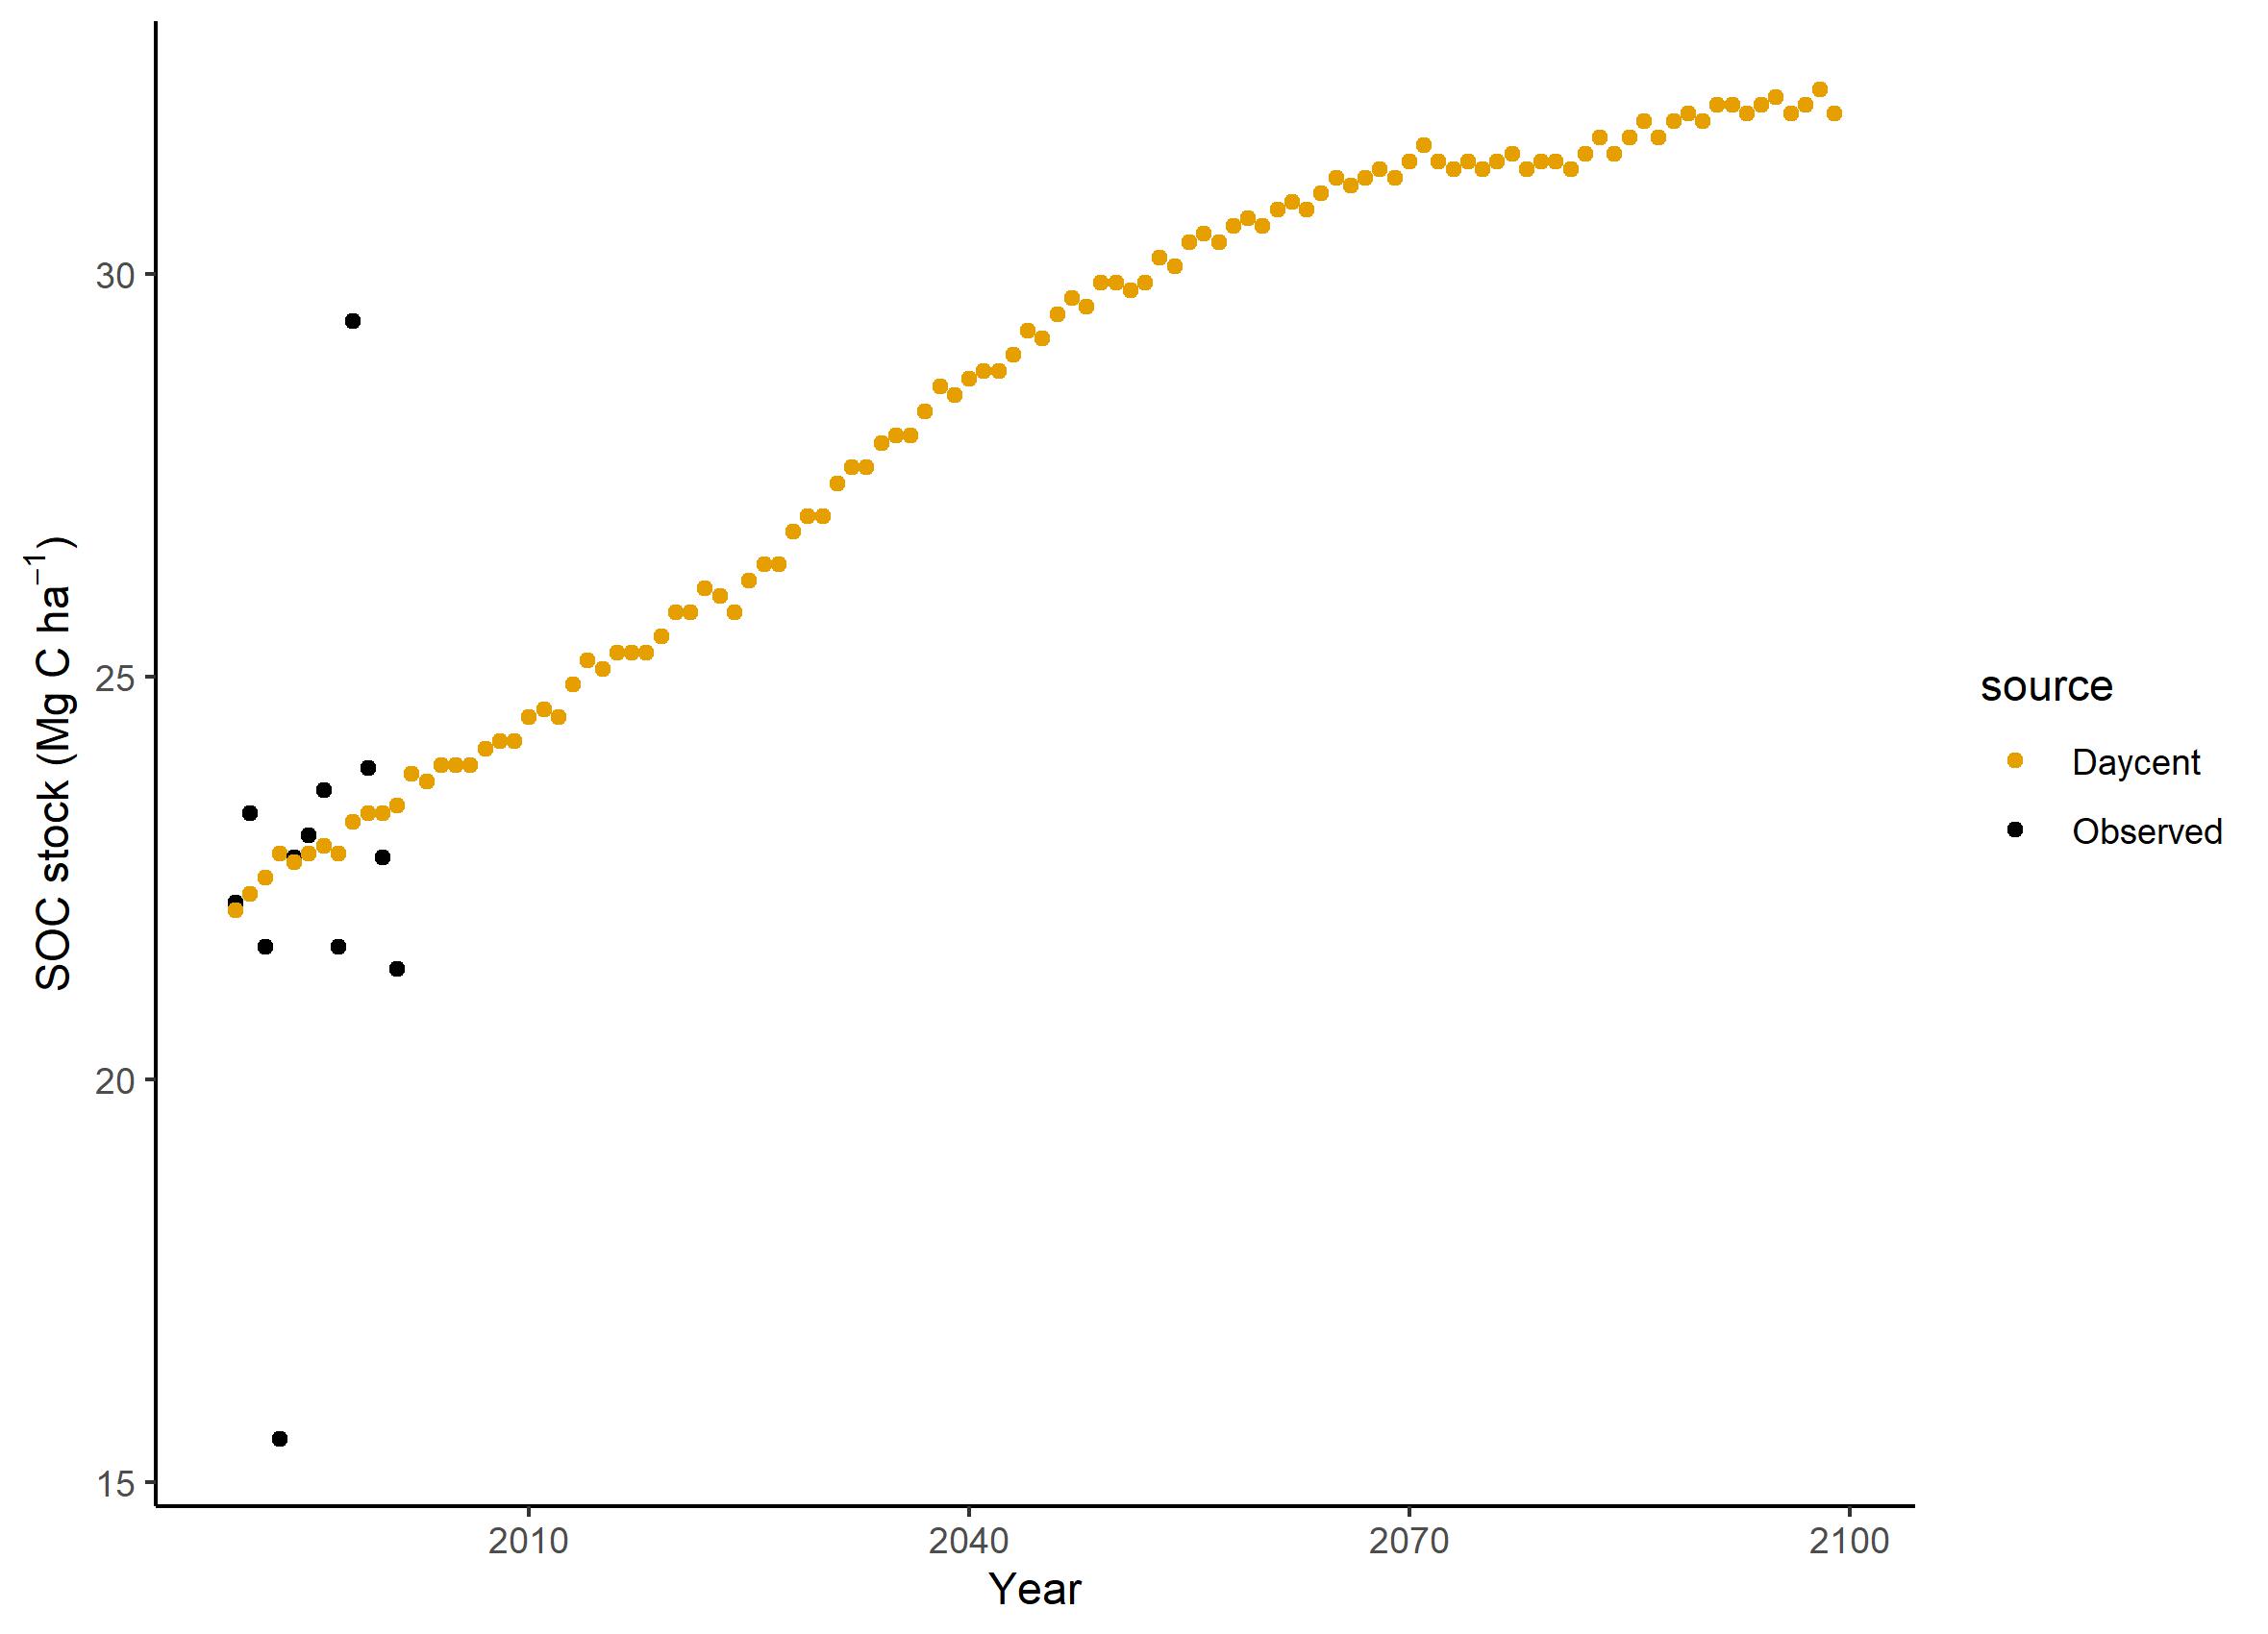 30
25
20
15
SOC stock (Mg C ha⁻¹)
2010 2040 2070 2100
Year
source
Daycent
Observed